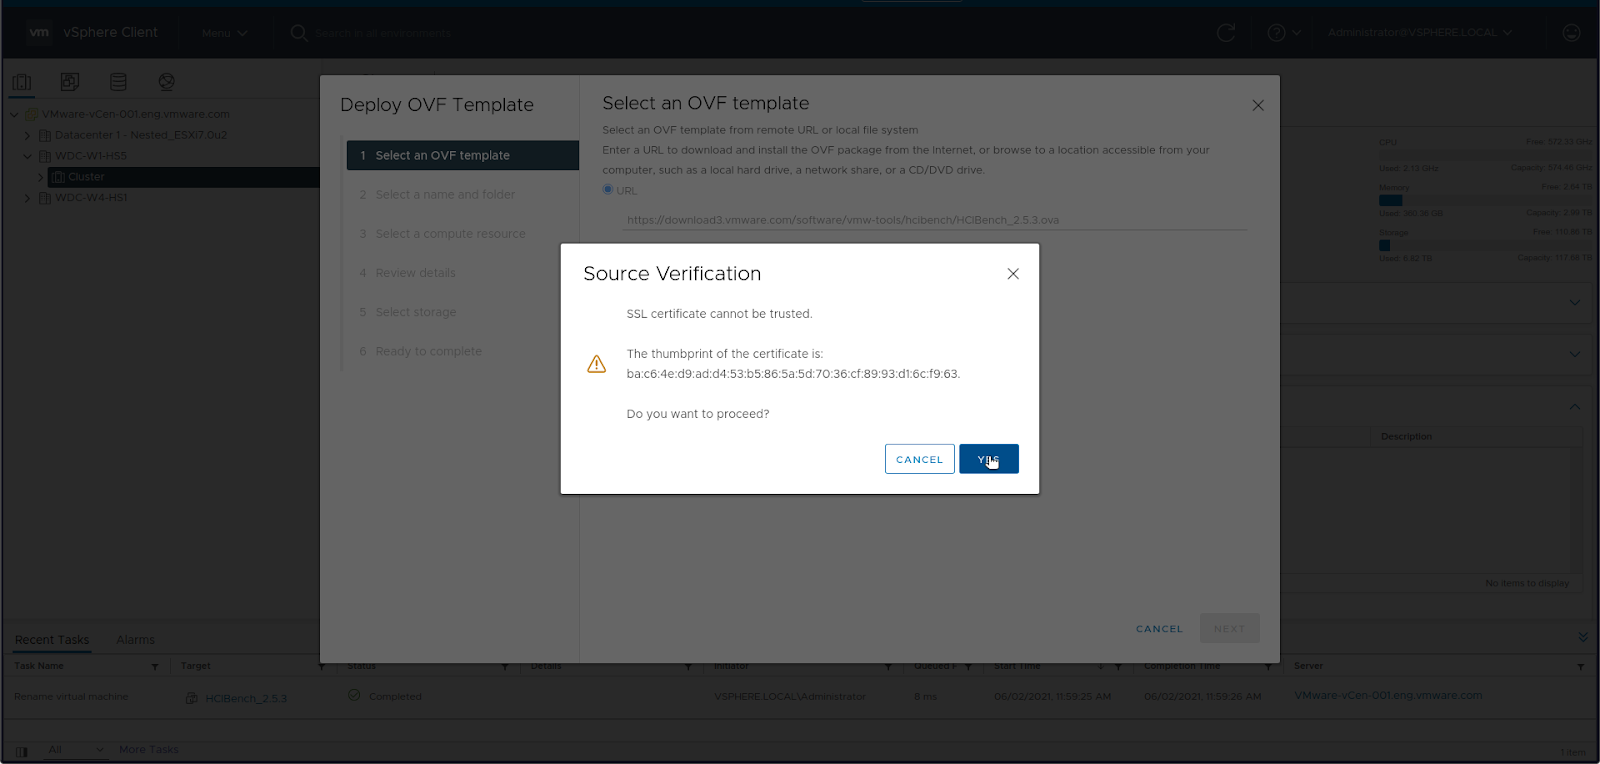 vm vSphere Client
Menu
Search in all environments
Administrator@VSPHERE.LOCAL
VMware-vCen-001.eng.vmware.com
Datacenter 1 - Nested_ESXi7.0u2
WDC-W1-HS5
Cluster
WDC-W4-HS1
Deploy OVF Template
1 Select an OVF template
2 Select a name and folder
3 Select a compute resource
4 Review details
5 Select storage
6 Ready to complete
Select an OVF template
Select an OVF template from remote URL or local file system
Enter a URL to download and install the OVF package from the Internet, or browse to a location accessible from your
computer, such as a local hard drive, a network share, or a CD/DVD drive.
URL
https://download3.vmware.com/software/vmw-tools/hcibench/HCIBench_2.5.3.ova
Source Verification
SSL certificate cannot be trusted.
The thumbprint of the certificate is:
ba:c6:4e:d9:ad:d4:53:b5:86:5a:5d:70:36:cf:89:93:d1:6c:f9:63.
Do you want to proceed?
CANCEL
YES
CANCEL
NEXT
CPU
Free: 572.33 GHz
Used: 2.13 GHz
Capacity: 574.46 GHz
Memory
Free: 2.64 TB
Used: 360.36 GB
Capacity: 2.99 TB
Storage
Used: 6.82 TB
Capacity: 117.68 TB
Description
No items to display
Recent Tasks
Alarms
Task Name
Target
Status
Details
Initiator
Queued F
Start Time
Completion Time
Server
Rename virtual machine
HCIBench_2.5.3
Completed
VSPHERE.LOCAL\Administrator
8 ms
06/02/2021, 11:59:25 AM
06/02/2021, 11:59:26 AM
VMware-vCen-001.eng.vmware.com
All
More Tasks
1 item